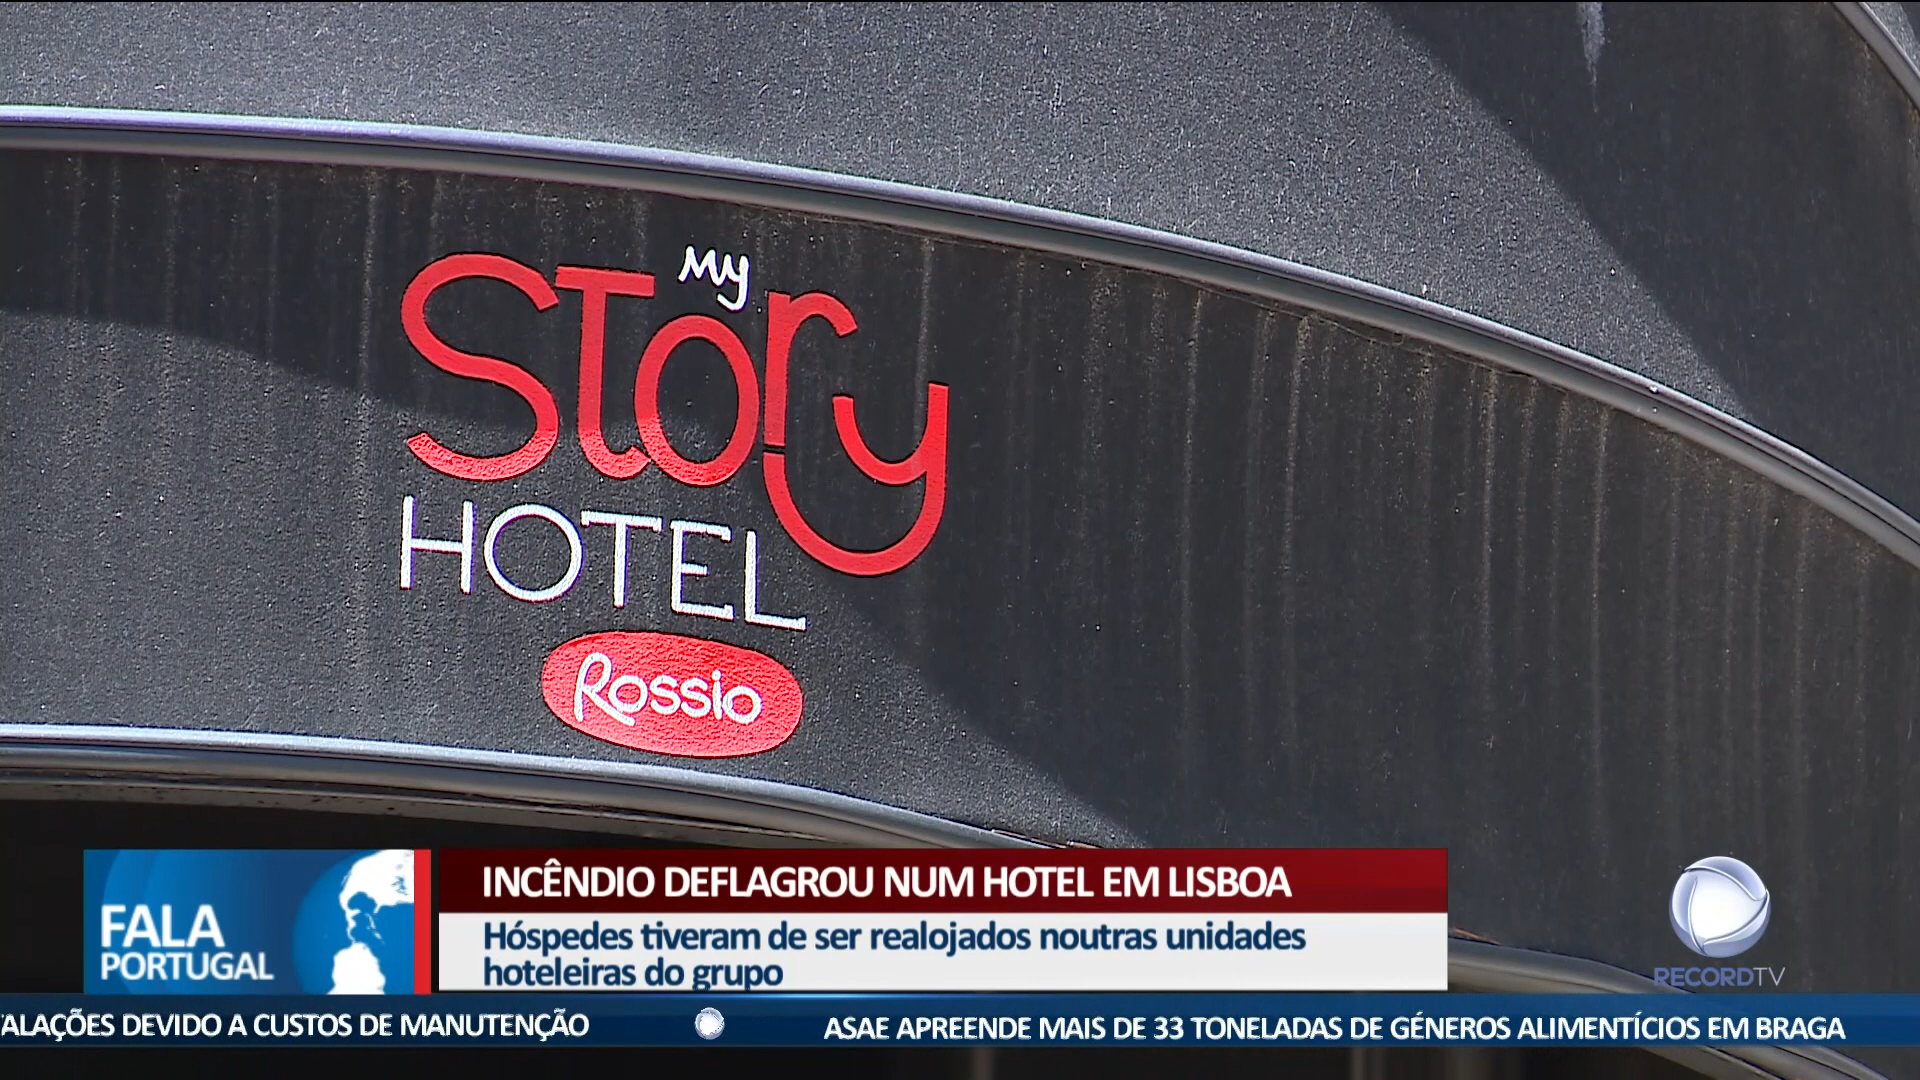 My
Story
HOTEL
Rossio
INCÊNDIO DEFLAGROU NUM HOTEL EM LISBOA
Hóspedes tiveram de ser realojados noutras unidades
hoteleiras do grupo
FALA
PORTUGAL
RECORDTV
ALAÇÕES DEVIDO A CUSTOS DE MANUTENÇÃO
ASAE APREENDE MAIS DE 33 TONELADAS DE GÉNEROS ALIMENTÍCIOS EM BRAGA